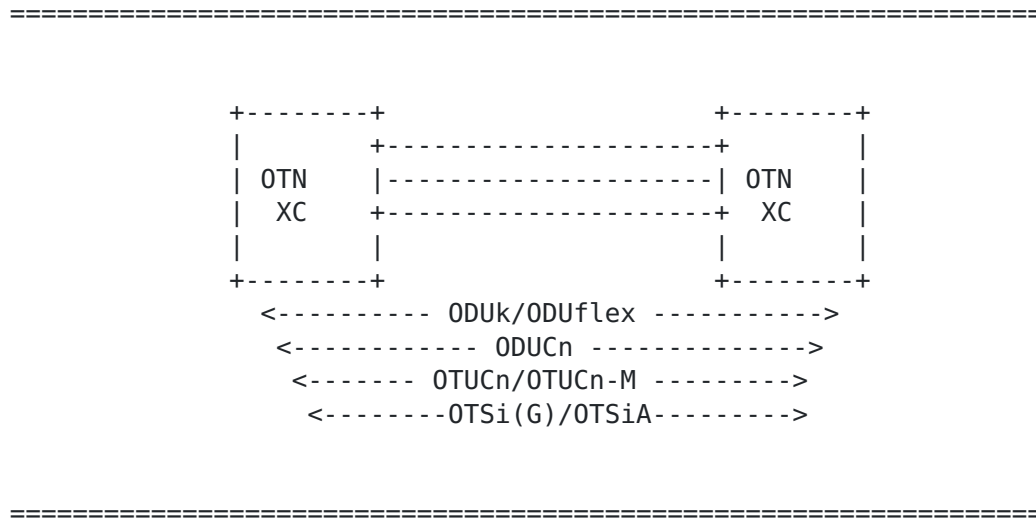 =================================================================
+--------+                     +--------+
|        +---------------------+        |
| OTN    |---------------------| OTN    |
|  XC    +---------------------+  XC    |
|        |                     |        |
+--------+                     +--------+
<---------- ODUk/ODUflex ----------->
<------------ ODUCn -------------->
<------- OTUCn/OTUCn-M --------->
<--------OTSi(G)/OTSiA--------->
=================================================================